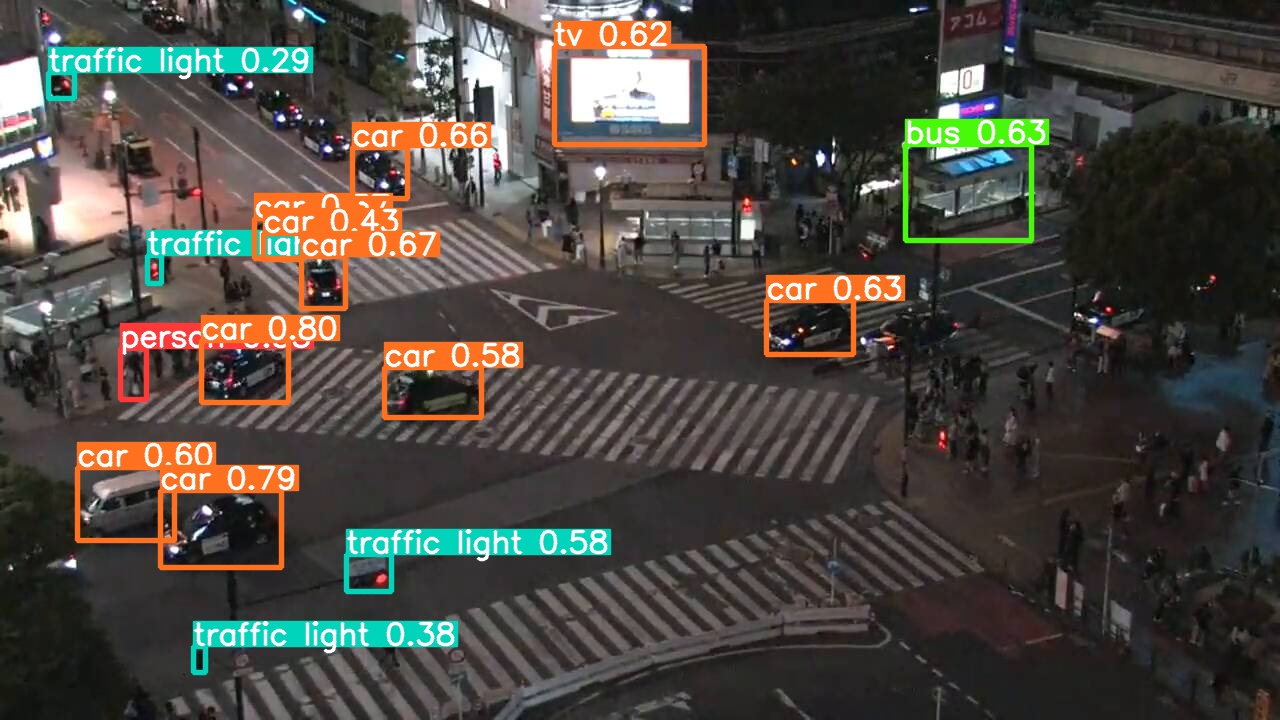 アコム
tv 0.62
traffic light 0.29
JR
car 0.66
bus 0.63
car 0.43
traffic
car 0.67
car 0.63
car 0.80
person
car 0.58
car 0.60
car 0.79
traffic light 0.58
traffic light 0.38